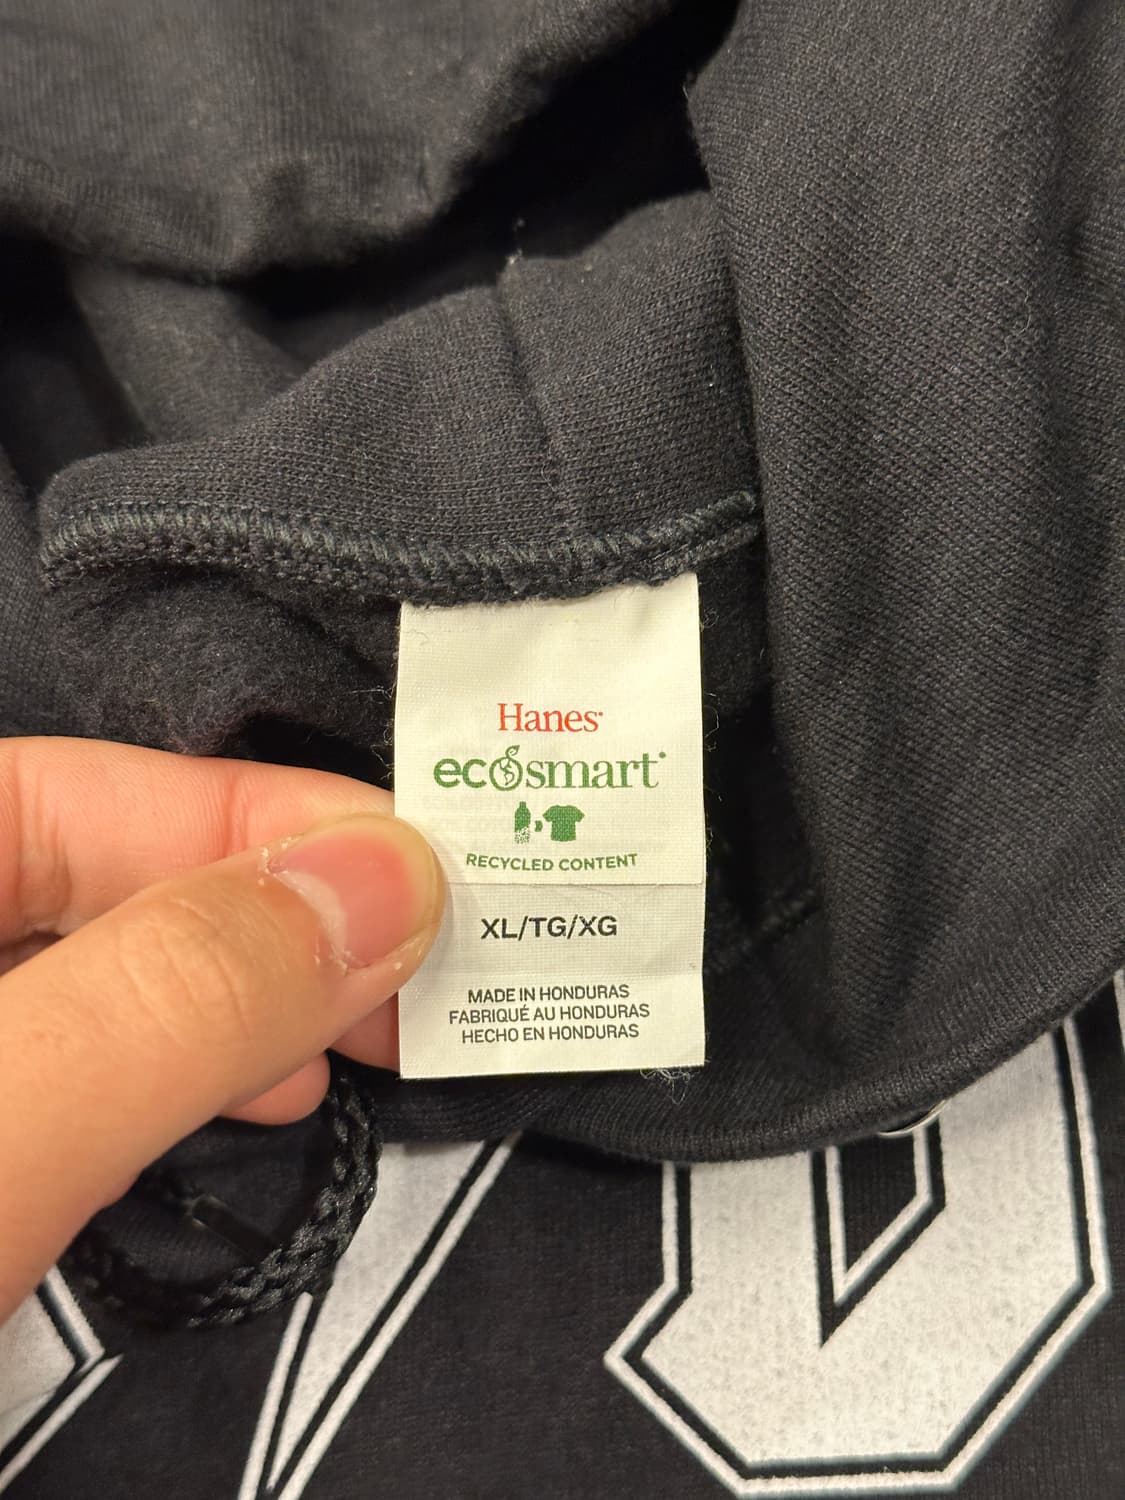 Hanes
ecosmart
RECYCLED CONTENT
XL/TG/XG
MADE IN HONDURAS
FABRIQUÉ AU HONDURAS
HECHO EN HONDURAS